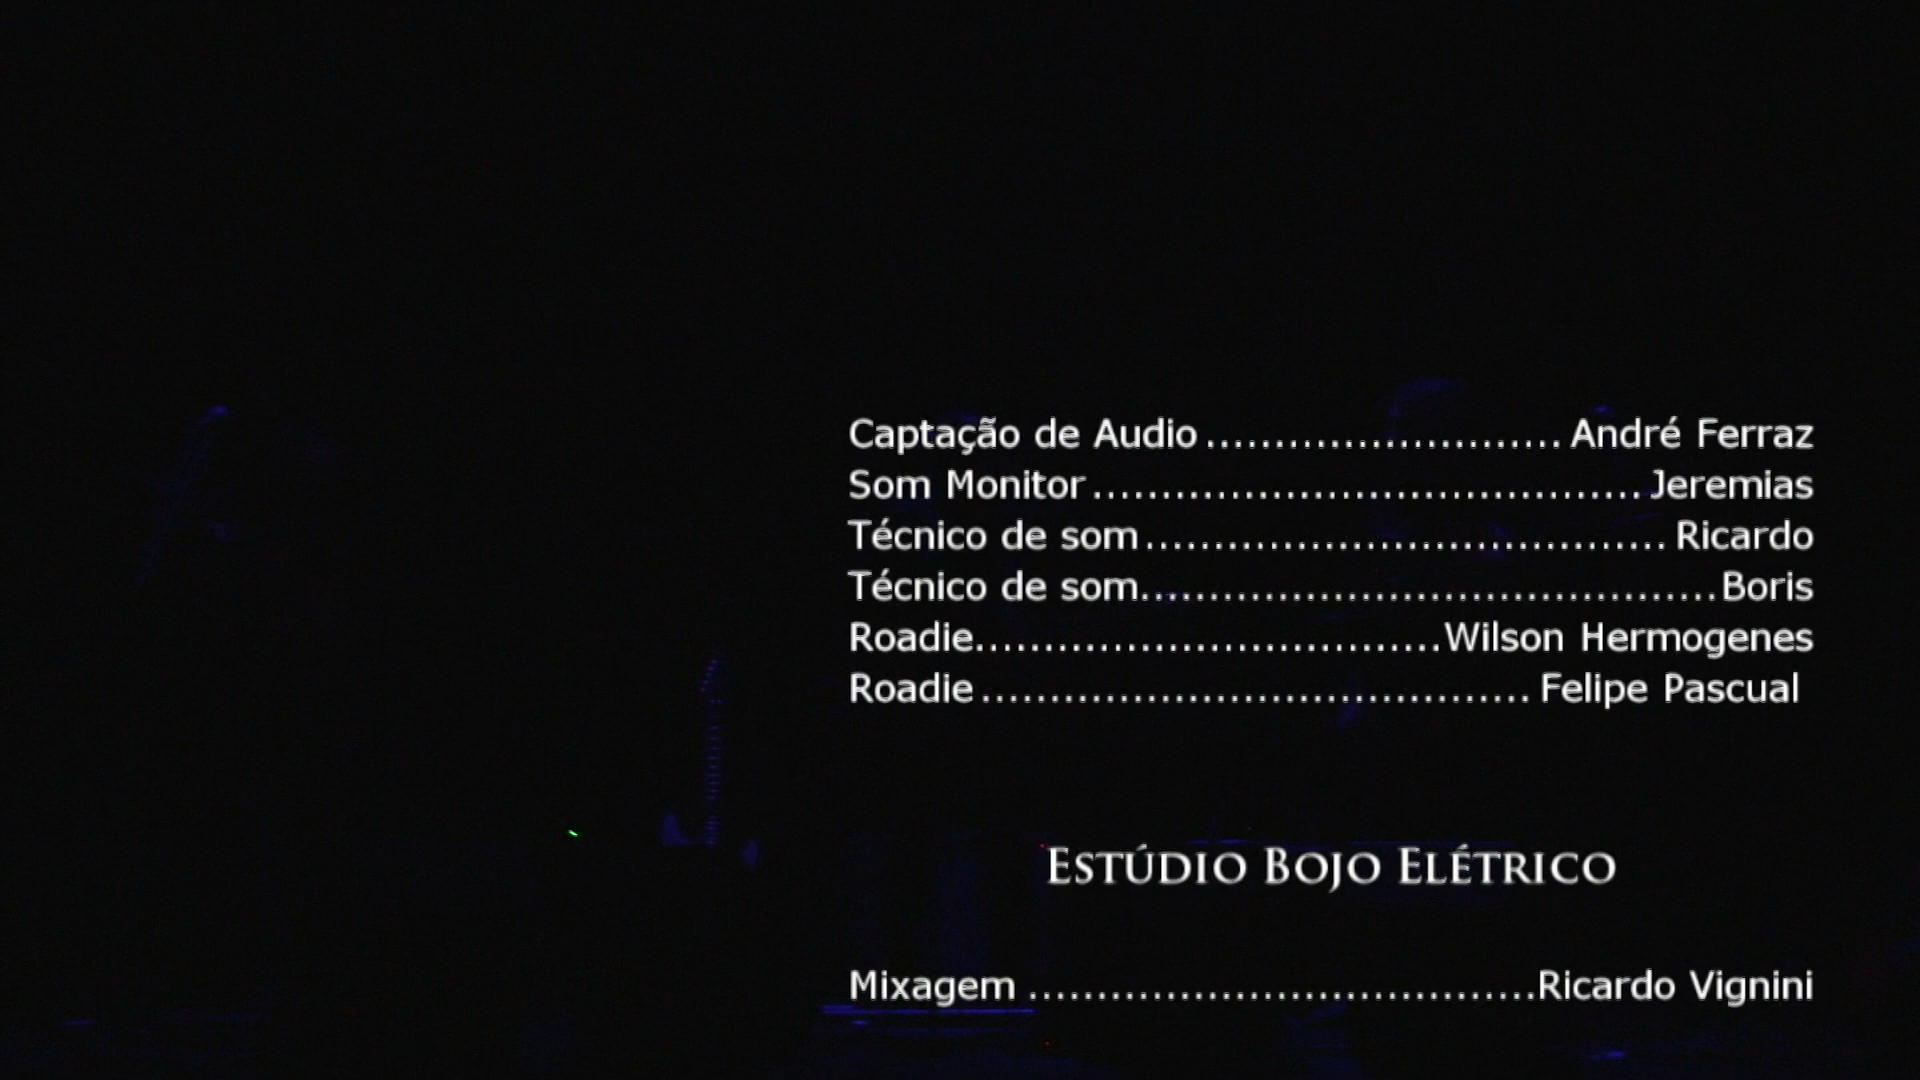 Captação de Audio.......................... André Ferraz
Som Monitor........................................Jeremias
Técnico de som...................................... Ricardo
Técnico de som..........................................Boris
Roadie..................................Wilson Hermogenes
Roadie........................................ Felipe Pascual
Estúdio Bojo Elétrico
Mixagem .....................................Ricardo Vignini